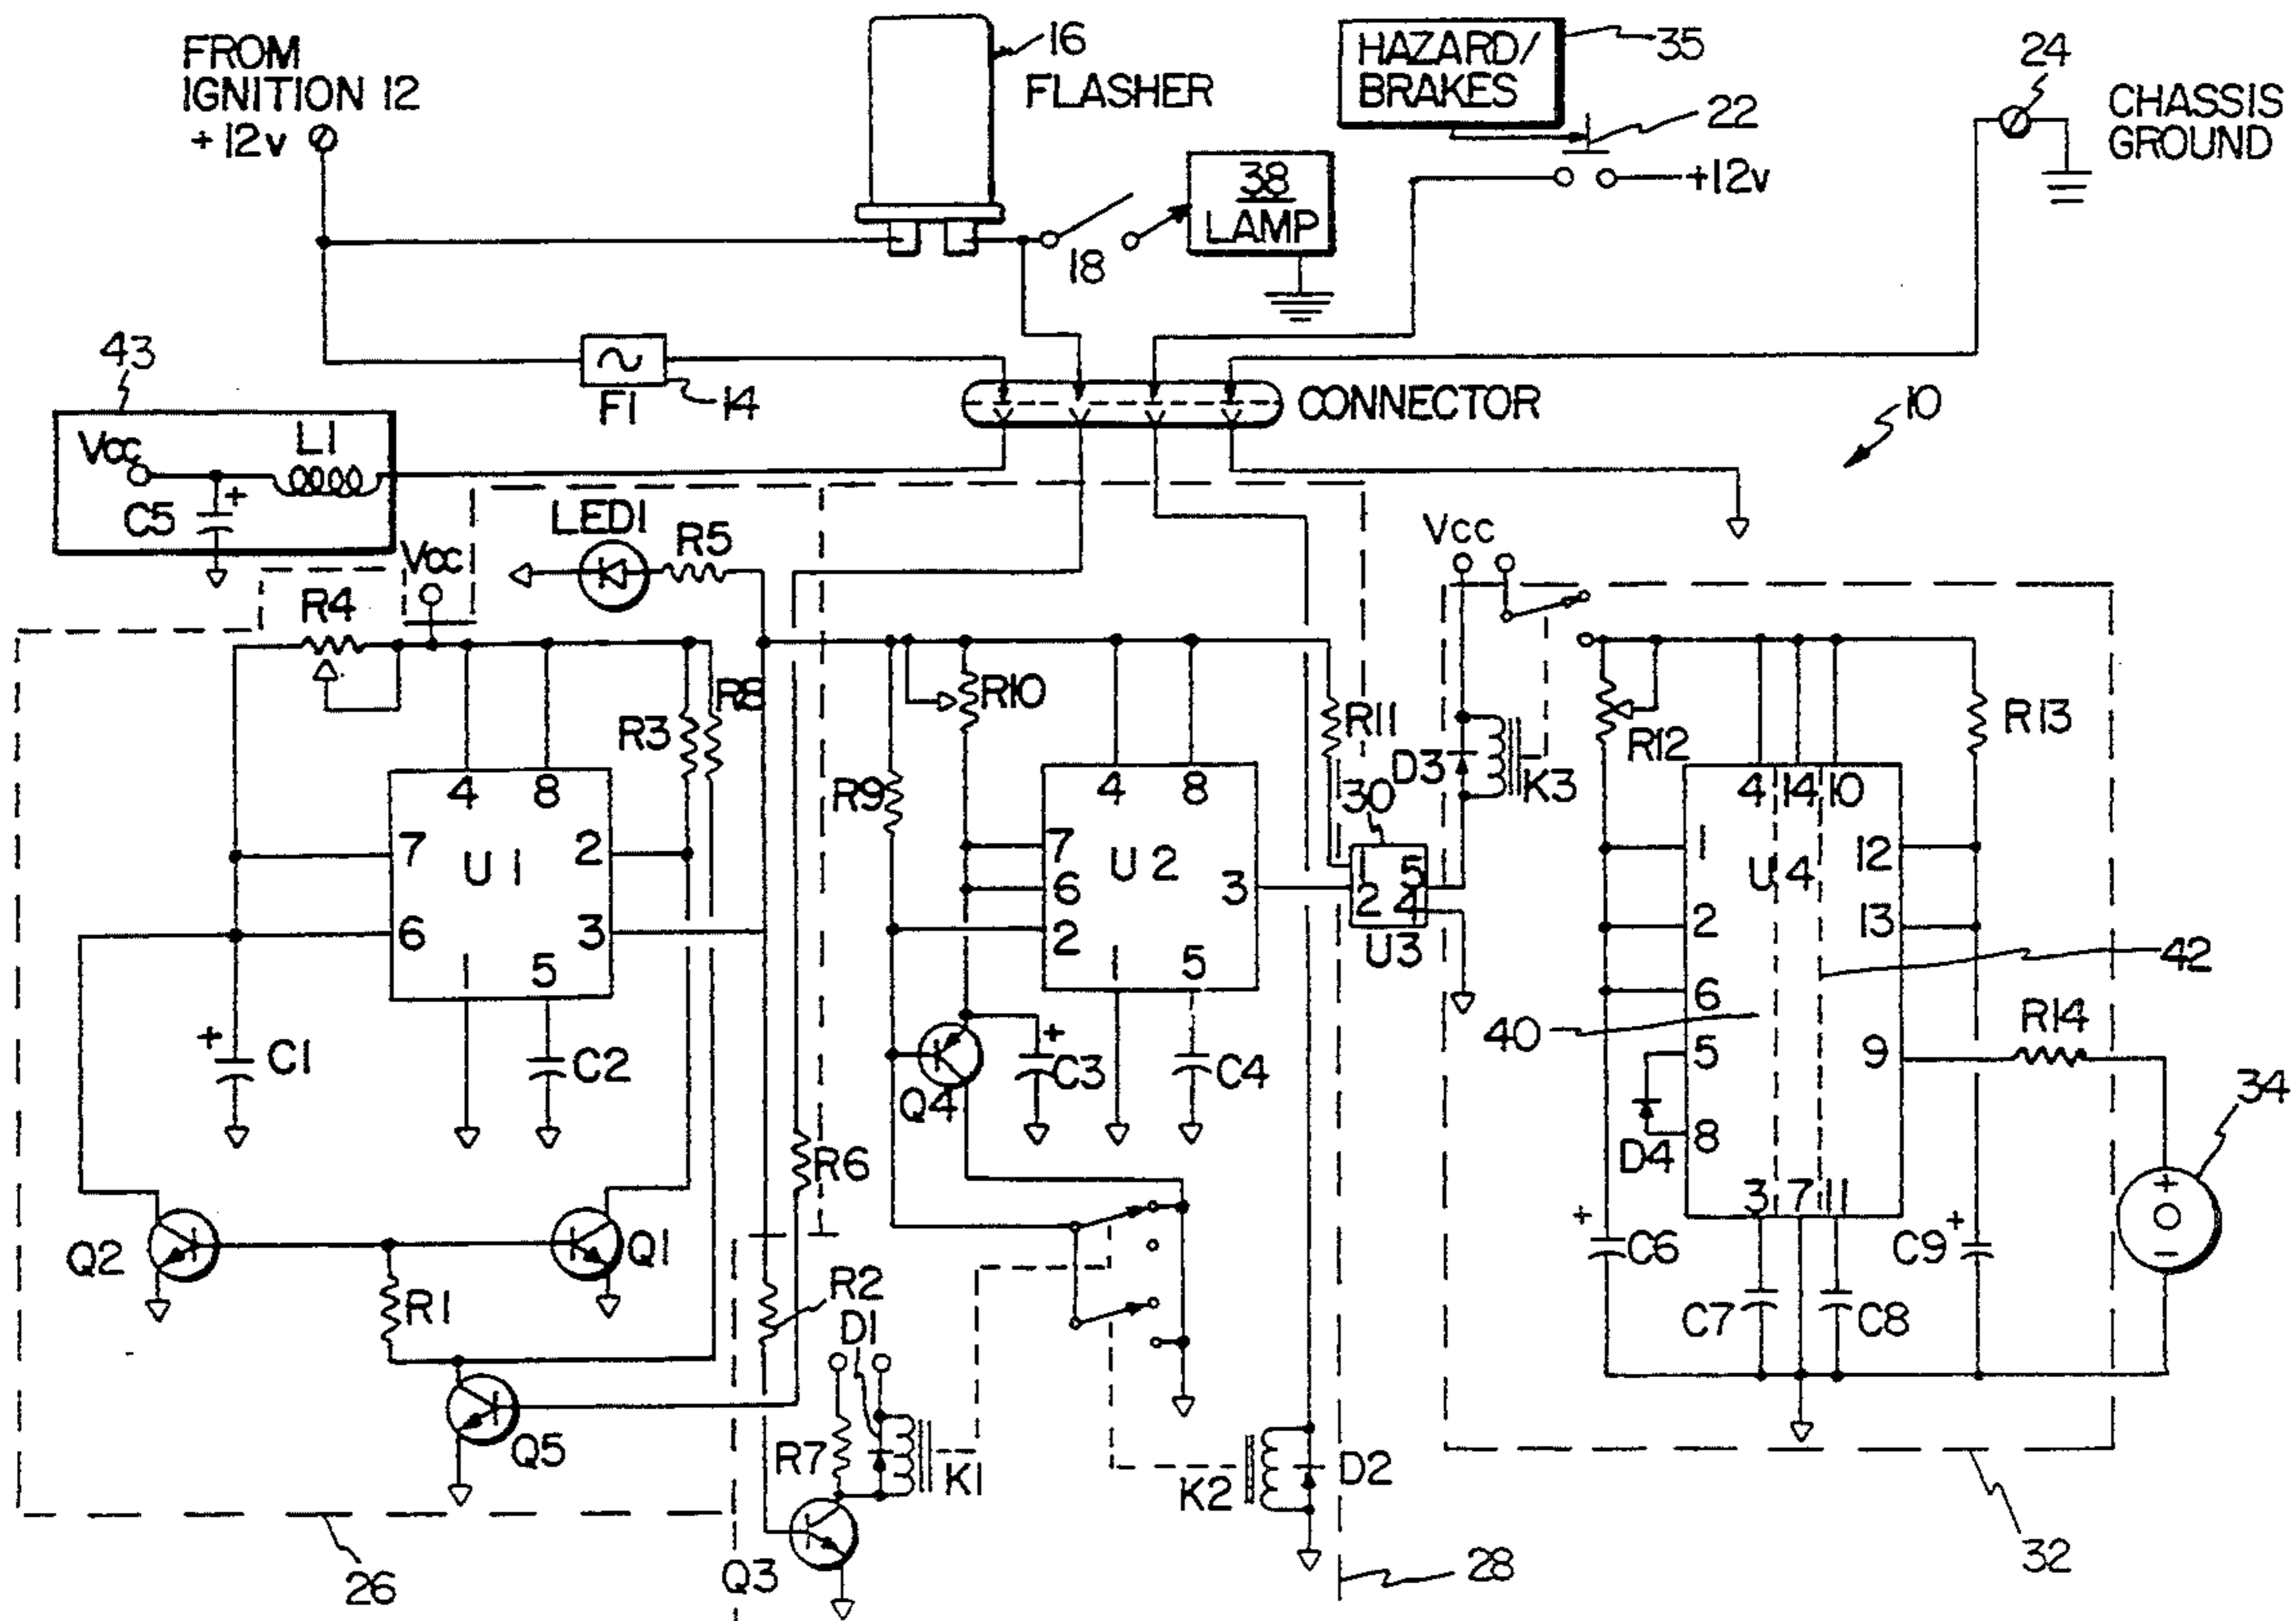 FROM
IGNITION 12
+12v
16
FLASHER
HAZARD/
BRAKES
35
22
+12v
24
CHASSIS
GROUND
38
LAMP
18
43
F1
14
CONNECTOR
10
Vcc
L1
+
C5
LED1
R5
Vcc
Vcc
R4
R8
R3
R10
R11
R9
D3
30
K3
R12
R13
4 8
7 2
U1
6 3
1 5
4 8
7
U2
6 3
2
1 5
1 5
2 4
U3
4 14 10
1 12
U4
2 13
6
5 9
8
3 7 11
42
40
R14
+
C1
C2
Q4
+
C3
C4
D4
34
+
-
R6
Q2
Q1
R1
R2
D1
+
C6
C7
C8
C9
+
Q5
R7
K1
K2
D2
Q3
26
28
32